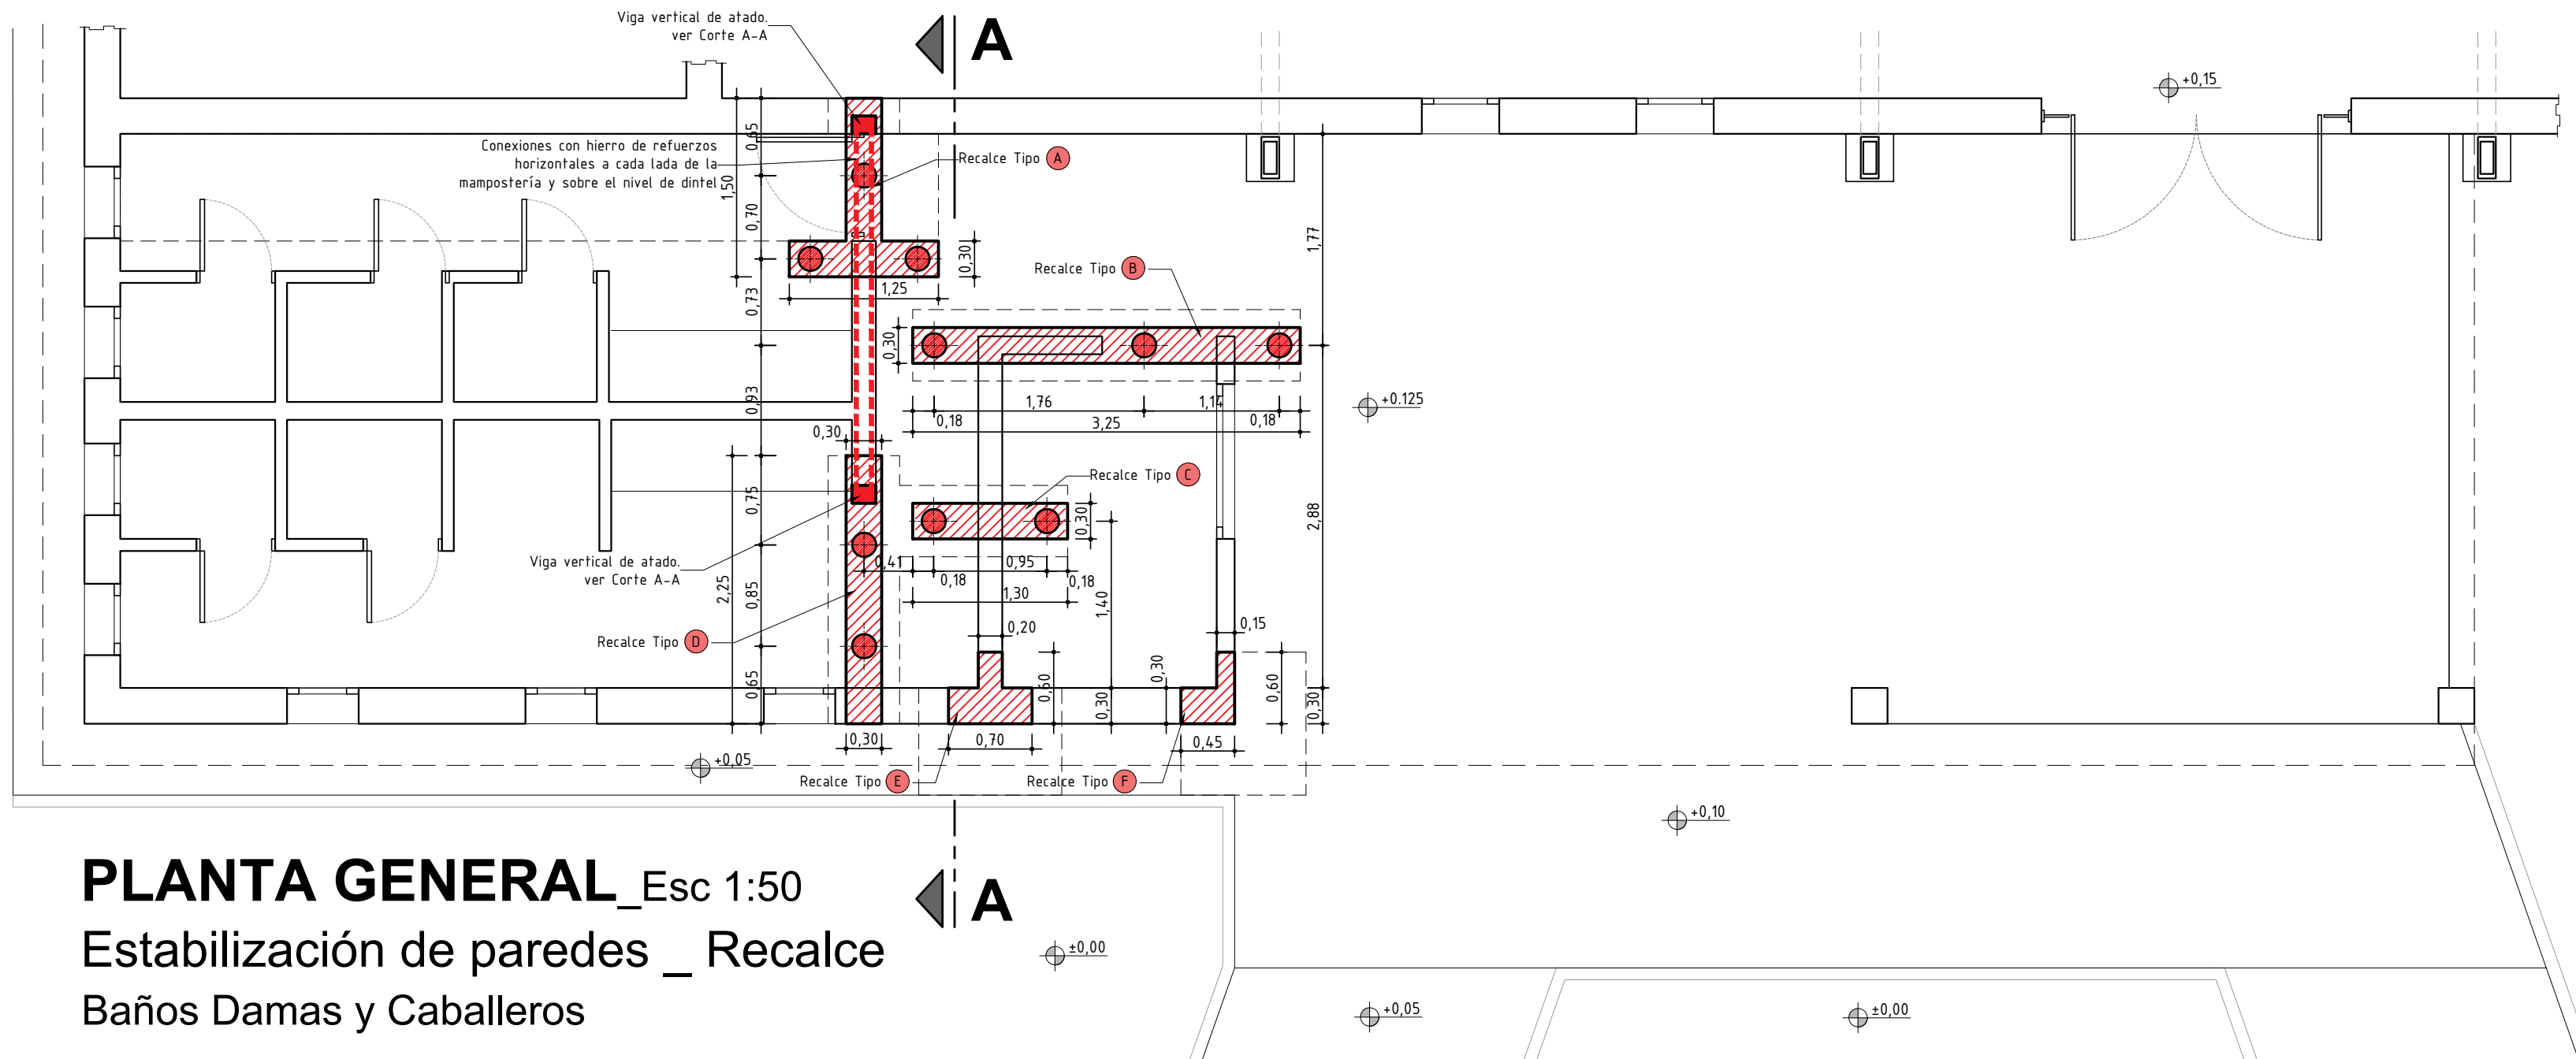 Viga vertical de atado.
ver Corte A-A
A
+0,15
Conexiones con hierro de refuerzos
horizontales a cada lada de la
mampostería y sobre el nivel de dintel
Recalce Tipo A
0,65
1,50
0,70
1,77
0,30
Recalce Tipo B
1,25
0,73
0,30
0,93
1,76
1,14
+0.125
0,18
3,25
0,18
0,30
Recalce Tipo C
0,75
0,30
2,88
Viga vertical de atado.
ver Corte A-A
0,41
0,18
0,95
0,18
1,30
2,25
0,85
1,40
0,20
0,15
Recalce Tipo D
0,65
0,60
0,30
0,30
0,60
0,30
0,30
0,70
0,45
+0,05
Recalce Tipo E
Recalce Tipo F
+0,10
PLANTA GENERAL_Esc 1:50
A
Estabilización de paredes _ Recalce
±0,00
Baños Damas y Caballeros
+0,05
±0,00